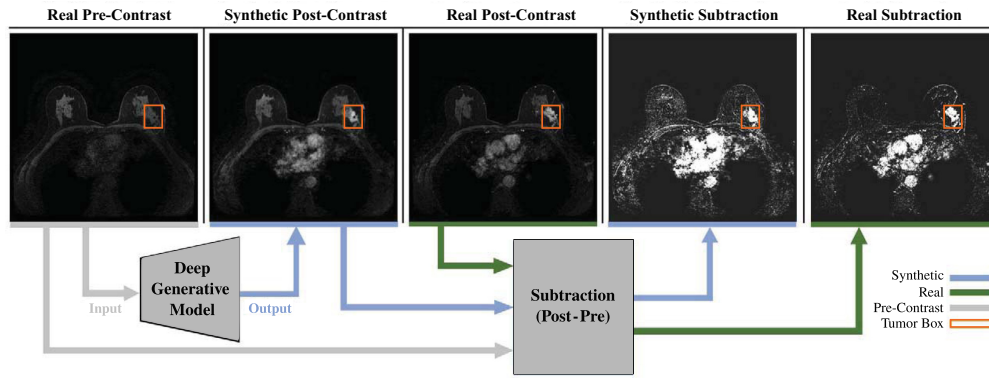 Real Pre-Contrast
Synthetic Post-Contrast
Real Post-Contrast
Synthetic Subtraction
Real Subtraction
Deep
Generative
Model
Input
Output
Subtraction
(Post-Pre)
Synthetic
Real
Pre-Contrast
Tumor Box